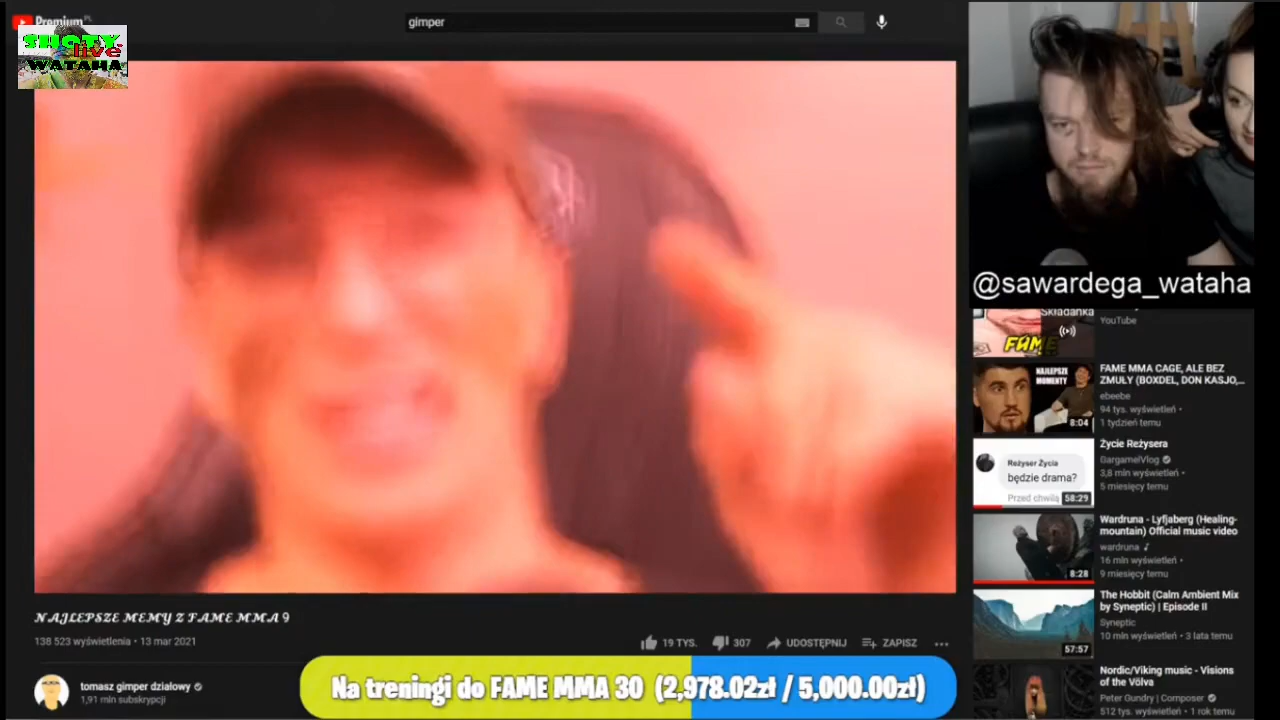 Premium
gimper
SHOTY
live
WATAHA
@sawardega_wataha
Składanka
YouTube
FAME
FAME MMA CAGE, ALE BEZ
ZMUŁY (BOXDEL, DON KASJO,...
ebeebe
94 tys. wyświetleń •
1 tydzień temu
NAJLEPSZE
MOMENTY
8:04
Życie Reżysera
GargamelVlog
3,8 mln wyświetleń •
5 miesięcy temu
Reżyser Życia
będzie drama?
Przed chwilą
58:29
Wardruna - Lyfjaberg (Healing-
mountain) Official music video
wardruna
16 mln wyświetleń •
9 miesięcy temu
8:28
The Hobbit (Calm Ambient Mix
by Syneptic) | Episode II
Syneptic
10 mln wyświetleń • 3 lata temu
57:57
Nordic/Viking music - Visions
of the Völva
Peter Gundry | Composer
512 tys. wyświetleń • 1 rok temu
NAJLEPSZE MEMY Z FAME MMA 9
138 523 wyświetlenia • 13 mar 2021
19 TYS.
307
UDOSTĘPNIJ
ZAPISZ
tomasz gimper działowy
1,91 mln subskrypcji
Na treningi do FAME MMA 30 (2,978.02zł / 5,000.00zł)